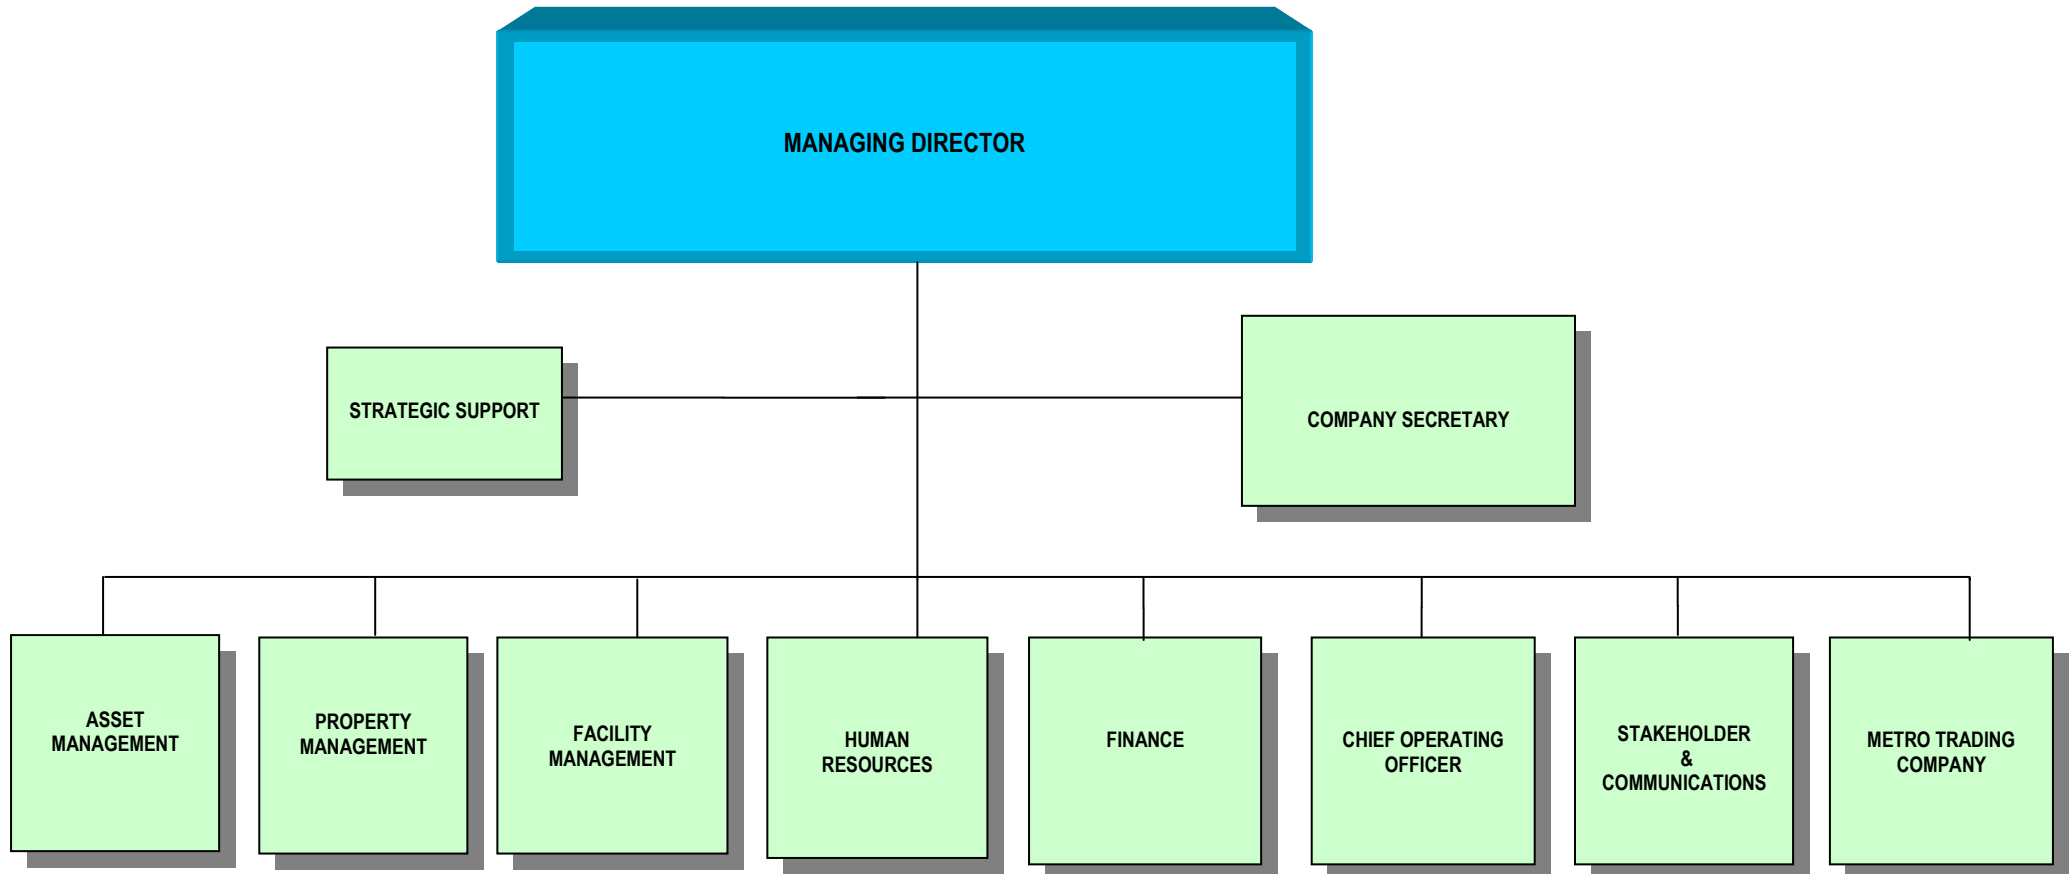 MANAGING DIRECTOR
STRATEGIC SUPPORT
COMPANY SECRETARY
ASSET
MANAGEMENT
PROPERTY
MANAGEMENT
FACILITY
MANAGEMENT
HUMAN
RESOURCES
FINANCE
CHIEF OPERATING
OFFICER
STAKEHOLDER
&
COMMUNICATIONS
METRO TRADING
COMPANY